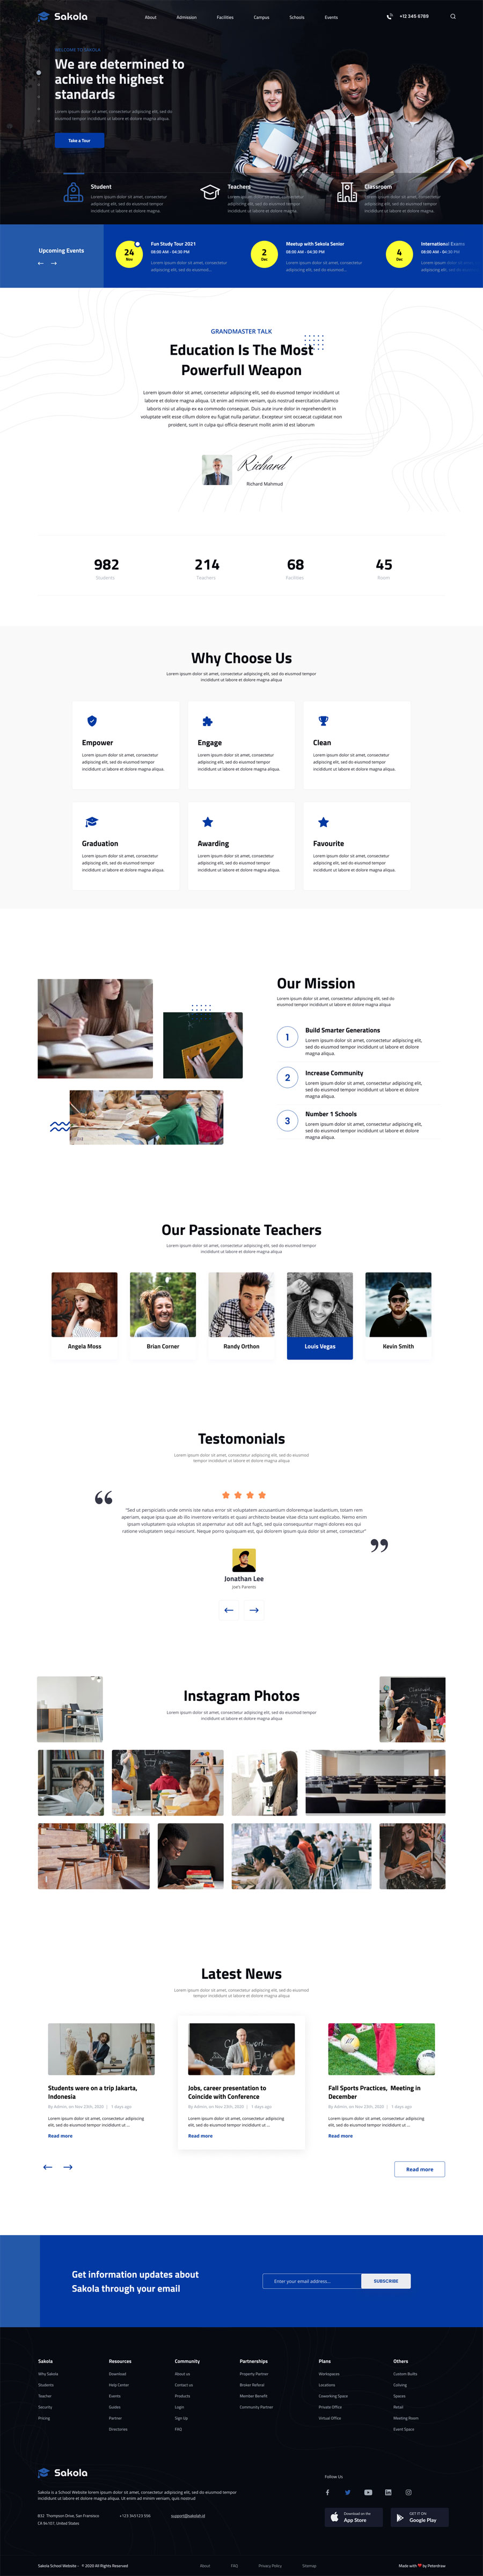 Sakola
About
Admission
Facilities
Campus
Schools
Events
+12 345 6789
WELCOME TO SAKOLA
We are determined to
achive the highest
standards
Lorem ipsum dolor sit amet, consectetur adipiscing elit, sed do
eiusmod tempor incididunt ut labore et dolore magna aliqua.
Take a Tour
Student
Lorem ipsum dolor sit amet, consectetur
adipiscing elit, sed do eiusmod tempor
incididunt ut labore et dolore magna
Teachers
Lorem ipsum dolor sit amet, consectetur
adipiscing elit, sed do eiusmod tempor
incididunt ut labore et dolore magna
Classroom
Lorem ipsum dolor sit amet, consectetur
adipiscing elit, sed do eiusmod tempor
incididunt ut labore et dolore magna
Upcoming Events
24
Nov
Fun Study Tour 2021
08:00 AM - 04:30 PM
Lorem ipsum dolor sit amet, consectetur
adipiscing elit, sed do eiusmod...
2
Dec
Meetup with Sekola Senior
08:00 AM - 04:30 PM
Lorem ipsum dolor sit amet, consectetur
adipiscing elit, sed do eiusmod...
4
Dec
International Exams
08:00 AM - 04:30 PM
Lorem ipsum dolor sit amet,
adipiscing elit, sed do eiusmod
GRANDMASTER TALK
Education Is The Most
Powerfull Weapon
Lorem ipsum dolor sit amet, consectetur adipiscing elit, sed do eiusmod tempor incididunt ut
labore et dolore magna aliqua. Ut enim ad minim veniam, quis nostrud exercitation ullamco
laboris nisi ut aliquip ex ea commodo consequat. Duis aute irure dolor in reprehenderit in
voluptate velit esse cillum dolore eu fugiat nulla pariatur. Excepteur sint occaecat cupidatat non
proident, sunt in culpa qui officia deserunt mollit anim id est laborum
Richard
Richard Mahmud
982
Students
214
Teachers
68
Facilities
45
Room
Why Choose Us
Lorem ipsum dolor sit amet, consectetur adipiscing elit, sed do eiusmod tempor
incididunt ut labore et dolore magna aliqua
Empower
Lorem ipsum dolor sit amet, consectetur
adipiscing elit, sed do eiusmod tempor
incididunt ut labore et dolore magna aliqua.
Engage
Lorem ipsum dolor sit amet, consectetur
adipiscing elit, sed do eiusmod tempor
incididunt ut labore et dolore magna aliqua.
Clean
Lorem ipsum dolor sit amet, consectetur
adipiscing elit, sed do eiusmod tempor
incididunt ut labore et dolore magna aliqua.
Graduation
Lorem ipsum dolor sit amet, consectetur
adipiscing elit, sed do eiusmod tempor
incididunt ut labore et dolore magna aliqua.
Awarding
Lorem ipsum dolor sit amet, consectetur
adipiscing elit, sed do eiusmod tempor
incididunt ut labore et dolore magna aliqua.
Favourite
Lorem ipsum dolor sit amet, consectetur
adipiscing elit, sed do eiusmod tempor
incididunt ut labore et dolore magna aliqua.
Our Mission
Lorem ipsum dolor sit amet, consectetur adipiscing elit, sed do
eiusmod tempor incididunt ut labore et dolore magna aliqua
1
Build Smarter Generations
Lorem ipsum dolor sit amet, consectetur adipiscing elit,
sed do eiusmod tempor incididunt ut labore et dolore
magna aliqua.
2
Increase Community
Lorem ipsum dolor sit amet, consectetur adipiscing elit,
sed do eiusmod tempor incididunt ut labore et dolore
magna aliqua.
3
Number 1 Schools
Lorem ipsum dolor sit amet, consectetur adipiscing elit,
sed do eiusmod tempor incididunt ut labore et dolore
magna aliqua.
Our Passionate Teachers
Lorem ipsum dolor sit amet, consectetur adipiscing elit, sed do eiusmod tempor
incididunt ut labore et dolore magna aliqua
Angela Moss
Brian Corner
Randy Orthon
Louis Vegas
Kevin Smith
Testomonials
Lorem ipsum dolor sit amet, consectetur adipiscing elit, sed do eiusmod
tempor incididunt ut labore et dolore magna aliqua
“
“Sed ut perspiciatis unde omnis iste natus error sit voluptatem accusantium doloremque laudantium, totam rem
aperiam, eaque ipsa quae ab illo inventore veritatis et quasi architecto beatae vitae dicta sunt explicabo. Nemo enim
ipsam voluptatem quia voluptas sit aspernatur aut odit aut fugit, sed quia consequuntur magni dolores eos qui
ratione voluptatem sequi nesciunt. Neque porro quisquam est, qui dolorem ipsum quia dolor sit amet, consectetur”
”
Jonathan Lee
Jon's Parents
Instagram Photos
Lorem ipsum dolor sit amet, consectetur adipiscing elit, sed do eiusmod tempor
incididunt ut labore et dolore magna aliqua
Latest News
Lorem ipsum dolor sit amet, consectetur adipiscing elit, sed do eiusmod
tempor incididunt ut labore et dolore magna aliqua
Students were on a trip Jakarta,
Indonesia
By Admin, on Nov 25th, 2020 | 1 days ago
Lorem ipsum dolor sit amet, consectetur adipiscing
elit, sed do eiusmod tempor incididunt ut ...
Read more
Jobs, career presentation to
Coincide with Conference
By Admin, on Nov 25th, 2020 | 1 days ago
Lorem ipsum dolor sit amet, consectetur adipiscing
elit, sed do eiusmod tempor incididunt ut ...
Read more
Fall Sports Practices, Meeting in
December
By Admin, on Nov 25th, 2020 | 1 days ago
Lorem ipsum dolor sit amet, consectetur adipiscing
elit, sed do eiusmod tempor incididunt ut ...
Read more
Read more
Get information updates about
Sakola through your email
Enter your email address...
SUBSCRIBE
Sakola
Why Sakola
Students
Teacher
Security
Pricing
Resources
Download
Help Center
Events
Guides
Partner
Directories
Community
About us
Contact us
Products
Login
Sign Up
FAQ
Partnerships
Property Partner
Broker Referal
Member Benefit
Community Partner
Plans
Workspaces
Locations
Coworking Space
Private Office
Virtual Office
Others
Custom Builts
Coliving
Spaces
Retail
Meeting Room
Event Space
Sakola
Sakola is a School Website lorem ipsum dolor sit amet, consectetur adipiscing elit, sed do eiusmod tempor
incididunt ut labore et dolore magna aliqua. Ut enim ad minim veniam, quis nostrud
832 Thompson Drive, San Fransisco
CA 94107, United States
+123 345123 556
support@sakolah.id
Follow Us
Download on the
App Store
GET IT ON
Google Play
Sakola School Website - © 2020 All Rights Reserved
About
FAQ
Privacy Policy
Sitemap
Made with ❤ by Peterdraw